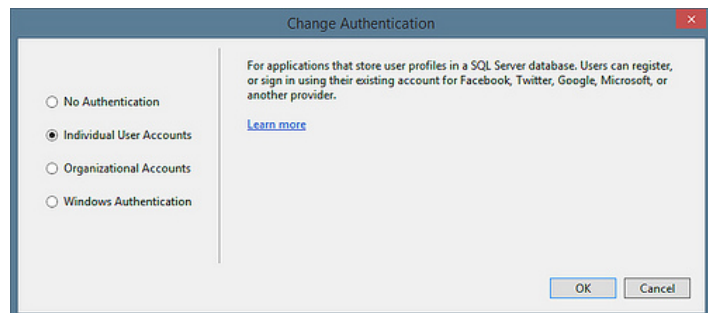 Change Authentication
For applications that store user profiles in a SQL Server database. Users can register,
or sign in using their existing account for Facebook, Twitter, Google, Microsoft, or
another provider.
Learn more
No Authentication
Individual User Accounts
Organizational Accounts
Windows Authentication
OK
Cancel